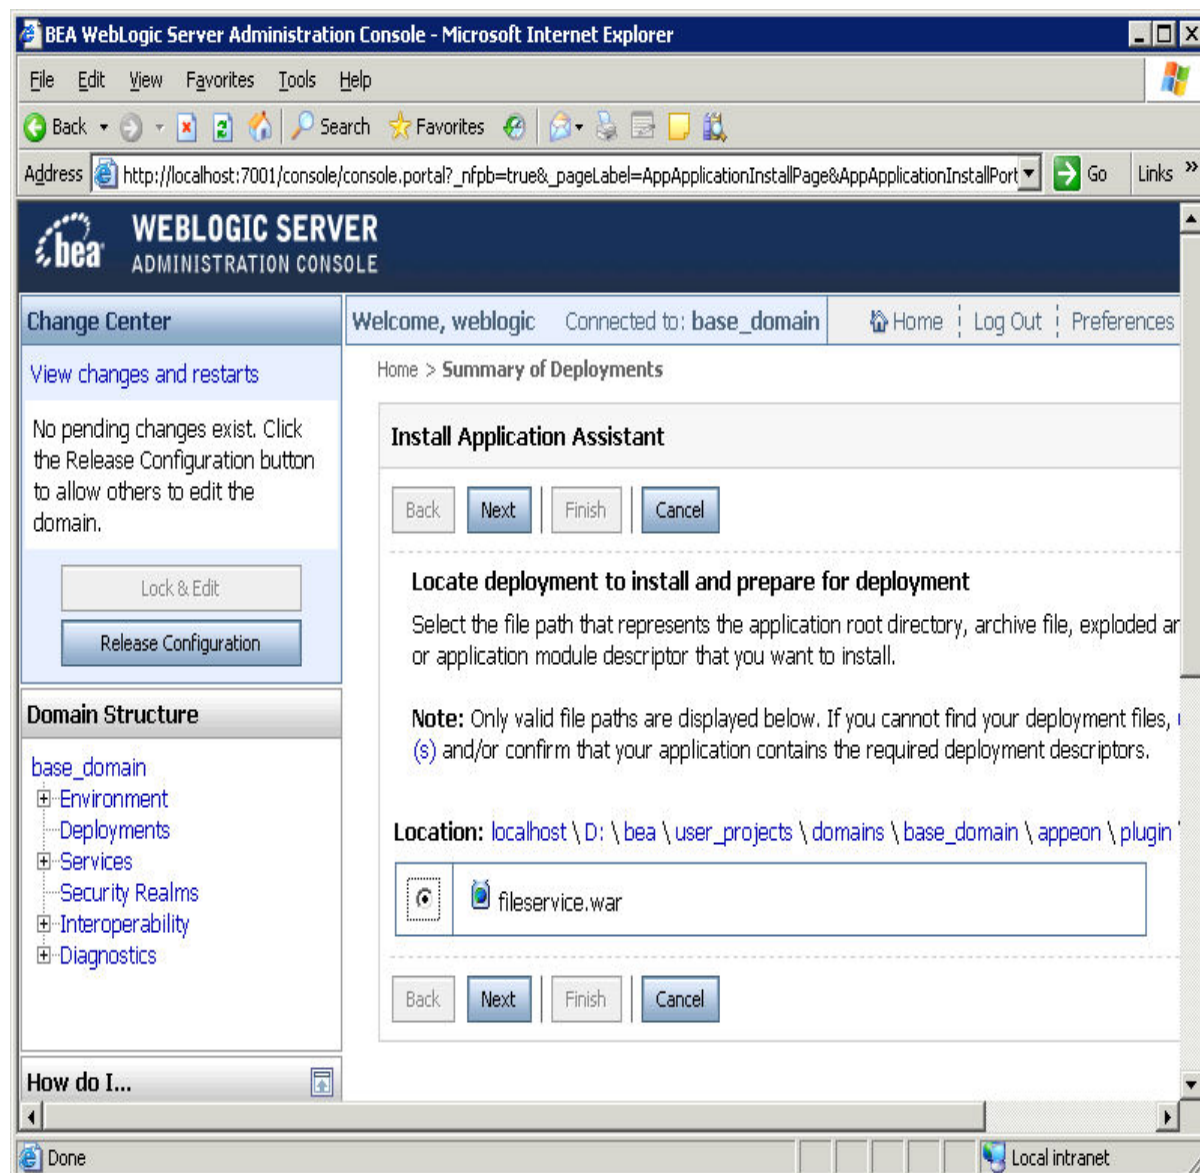 BEA WebLogic Server Administration Console - Microsoft Internet Explorer
File Edit View Favorites Tools Help
Back Search Favorites
Address http://localhost:7001/console/console.portal?_nfpb=true&_pageLabel=AppApplicationInstallPage&AppApplicationInstallPort Go Links »
bea WEBLOGIC SERVER
ADMINISTRATION CONSOLE
Change Center
View changes and restarts
No pending changes exist. Click
the Release Configuration button
to allow others to edit the
domain.
Lock & Edit
Release Configuration
Domain Structure
base_domain
Environment
Deployments
Services
Security Realms
Interoperability
Diagnostics
How do I...
Welcome, weblogic Connected to: base_domain Home Log Out Preferences
Home > Summary of Deployments
Install Application Assistant
Back Next Finish Cancel
Locate deployment to install and prepare for deployment
Select the file path that represents the application root directory, archive file, exploded ar
or application module descriptor that you want to install.
Note: Only valid file paths are displayed below. If you cannot find your deployment files,
(s) and/or confirm that your application contains the required deployment descriptors.
Location: localhost \ D: \ bea \ user_projects \ domains \ base_domain \ appeon \ plugin \
fileservice.war
Back Next Finish Cancel
Done Local intranet